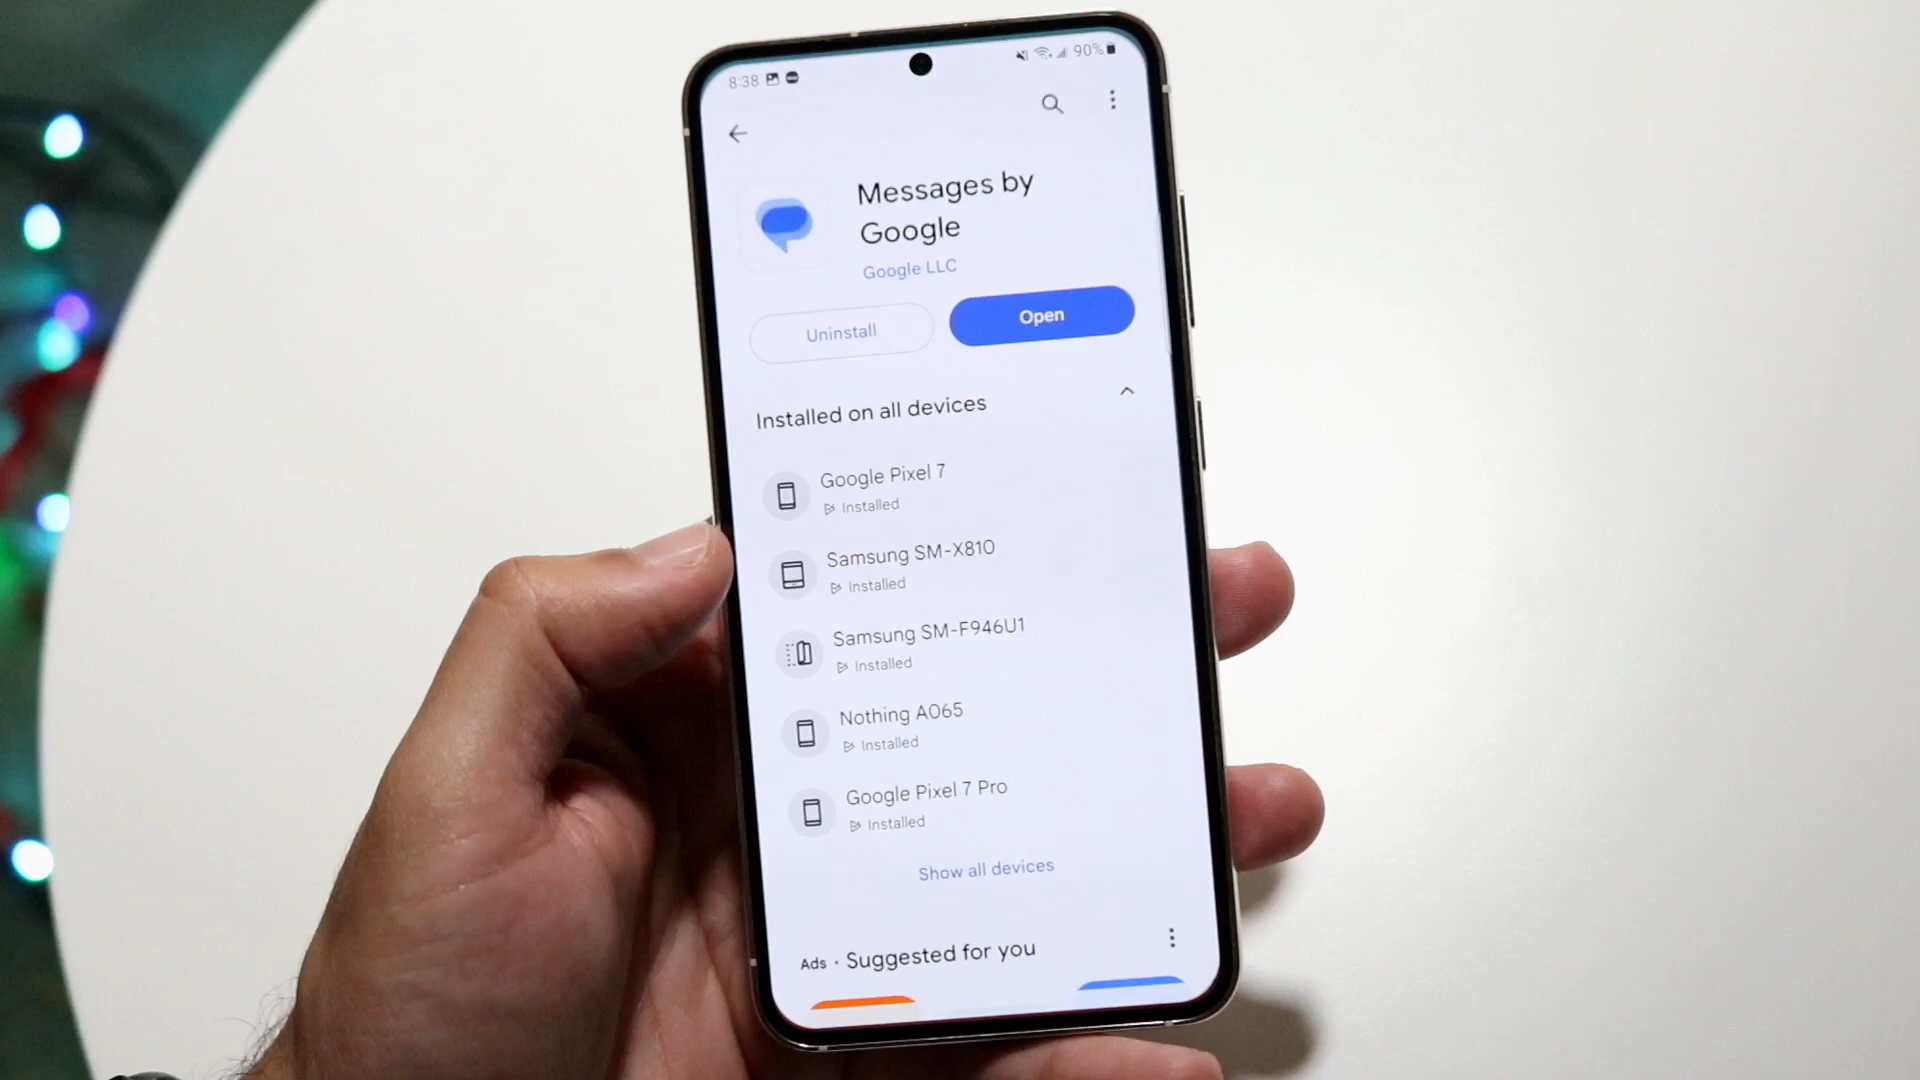 8:38
90%
Messages by
Google
Google LLC
Uninstall
Open
Installed on all devices
Google Pixel 7
Installed
Samsung SM-X810
Installed
Samsung SM-F946U1
Installed
Nothing A065
Installed
Google Pixel 7 Pro
Installed
Show all devices
Ads • Suggested for you